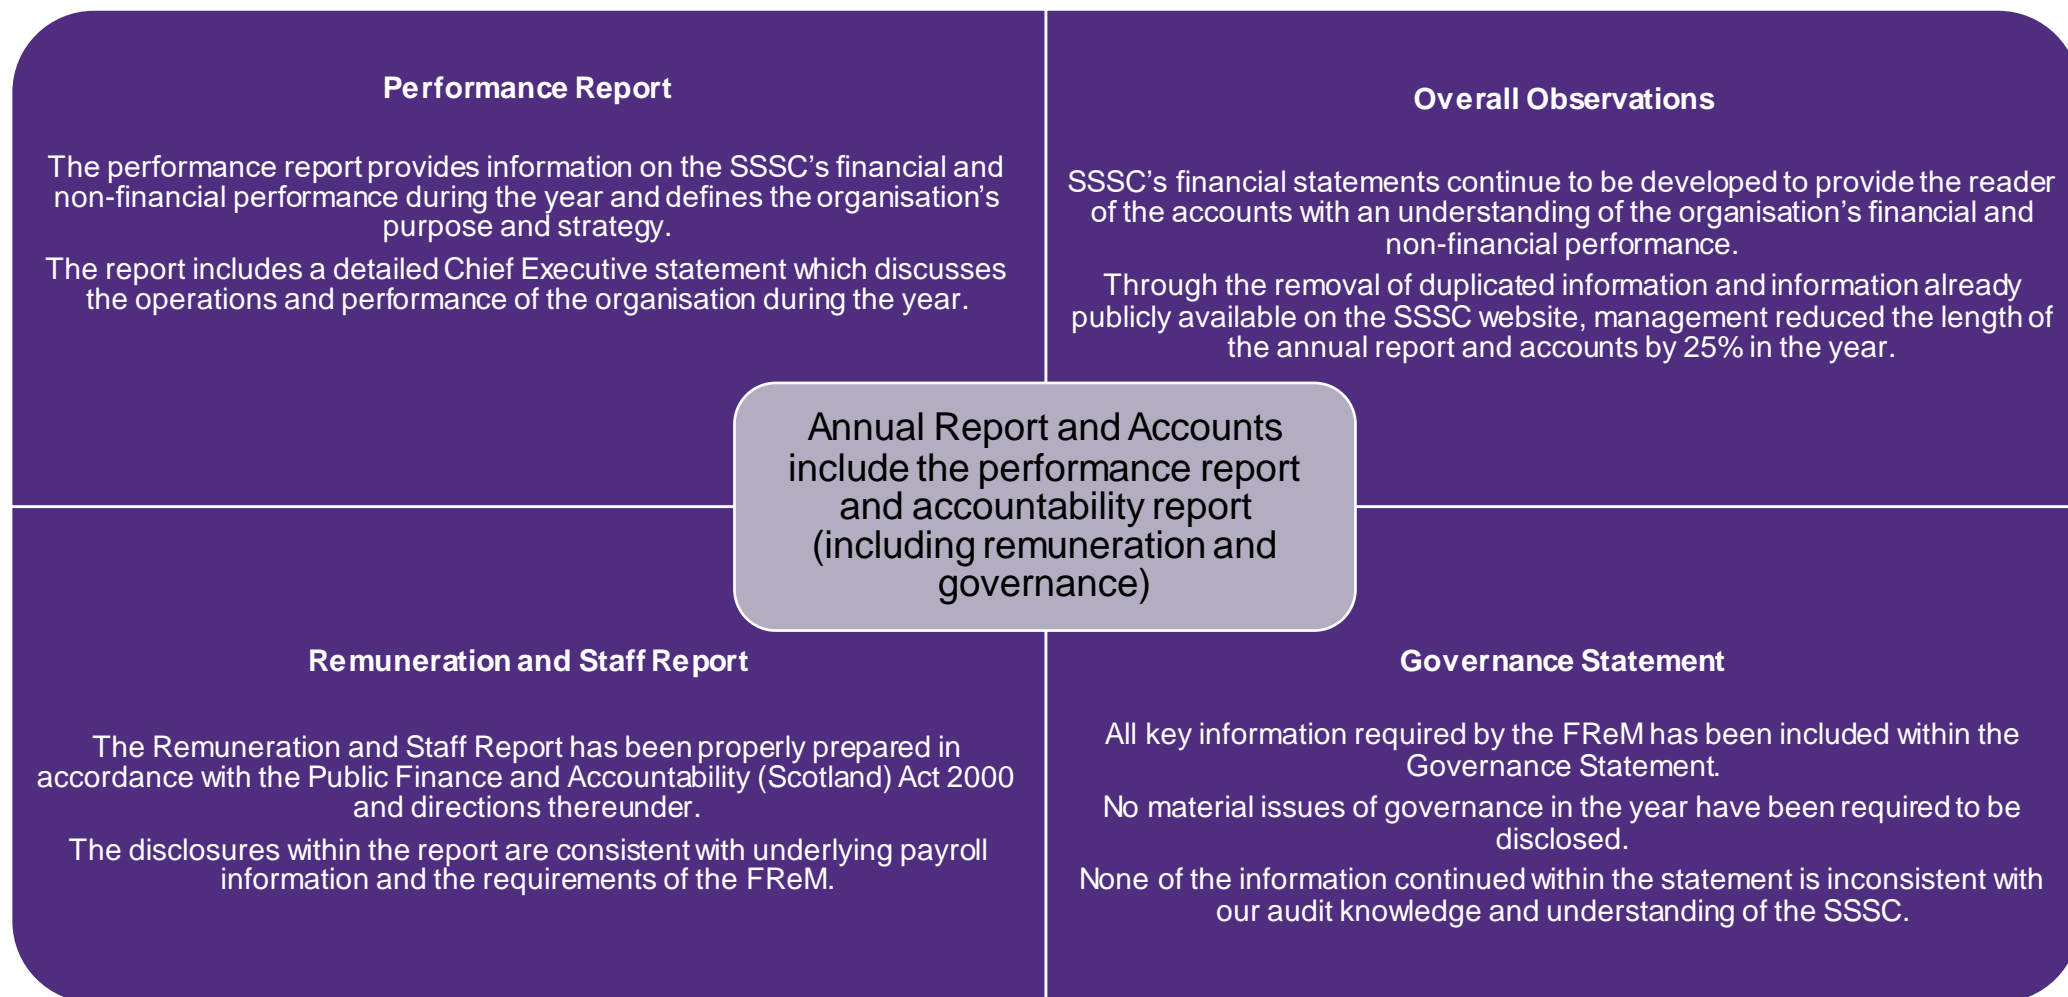 Performance Report
The performance report provides information on the SSSC’s financial and
non-financial performance during the year and defines the organisation’s
purpose and strategy.
The report includes a detailed Chief Executive statement which discusses
the operations and performance of the organisation during the year.
Overall Observations
SSSC’s financial statements continue to be developed to provide the reader
of the accounts with an understanding of the organisation’s financial and
non-financial performance.
Through the removal of duplicated information and information already
publicly available on the SSSC website, management reduced the length of
the annual report and accounts by 25% in the year.
Annual Report and Accounts
include the performance report
and accountability report
(including remuneration and
governance)
Remuneration and Staff Report
The Remuneration and Staff Report has been properly prepared in
accordance with the Public Finance and Accountability (Scotland) Act 2000
and directions thereunder.
The disclosures within the report are consistent with underlying payroll
information and the requirements of the FReM.
Governance Statement
All key information required by the FReM has been included within the
Governance Statement.
No material issues of governance in the year have been required to be
disclosed.
None of the information continued within the statement is inconsistent with
our audit knowledge and understanding of the SSSC.